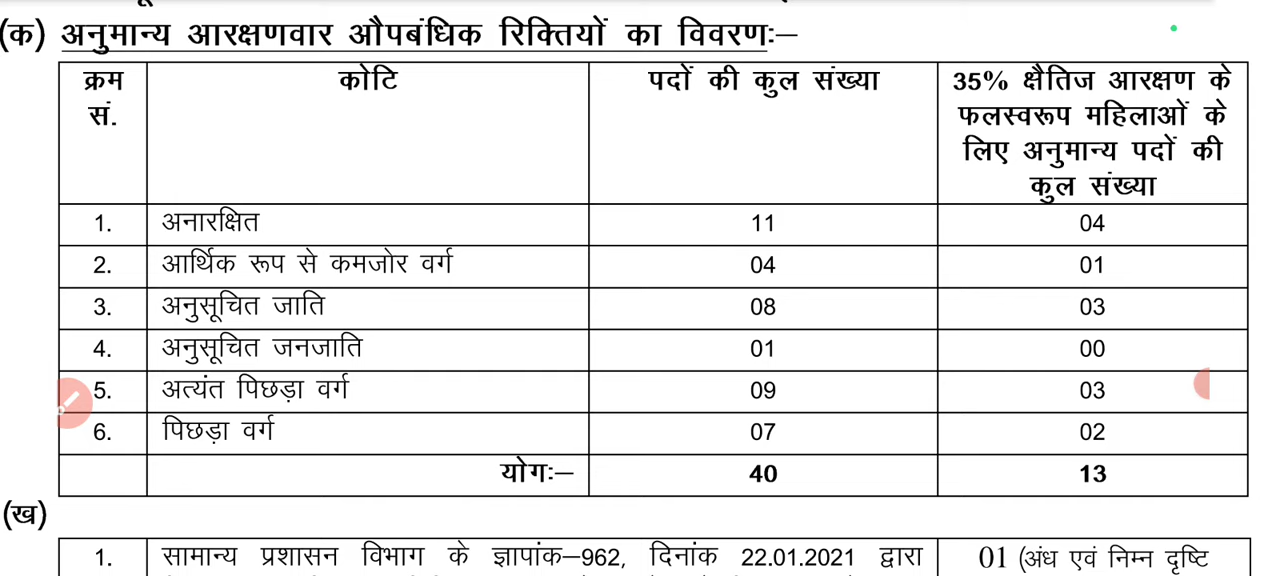 (क) अनुमान्य आरक्षणवार औपबंधिक रिक्तियों का विवरणः–
क्रम सं. कोटि पदों की कुल संख्या 35% क्षैतिज आरक्षण के
फलस्वरूप महिलाओं के
लिए अनुमान्य पदों की
कुल संख्या
1. अनारक्षित 11 04
2. आर्थिक रूप से कमजोर वर्ग 04 01
3. अनुसूचित जाति 08 03
4. अनुसूचित जनजाति 01 00
5. अत्यंत पिछड़ा वर्ग 09 03
6. पिछड़ा वर्ग 07 02
योगः– 40 13
(ख)
1. सामान्य प्रशासन विभाग के ज्ञापांक–962, दिनांक 22.01.2021 द्वारा 01 (अंध एवं निम्न दृष्टि